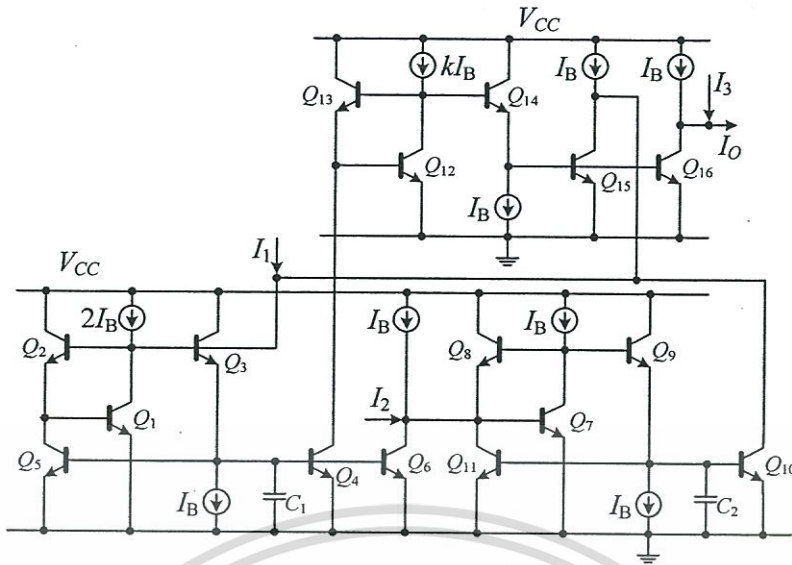 V_CC
kI_B
I_B
I_B
I_3
Q_13
Q_14
I_O
Q_12
Q_15
Q_16
I_B
I_1
V_CC
2I_B
I_B
I_B
Q_2
Q_3
Q_8
Q_9
Q_1
I_2
Q_7
Q_5
Q_4
Q_6
Q_11
Q_10
I_B
C_1
I_B
C_2